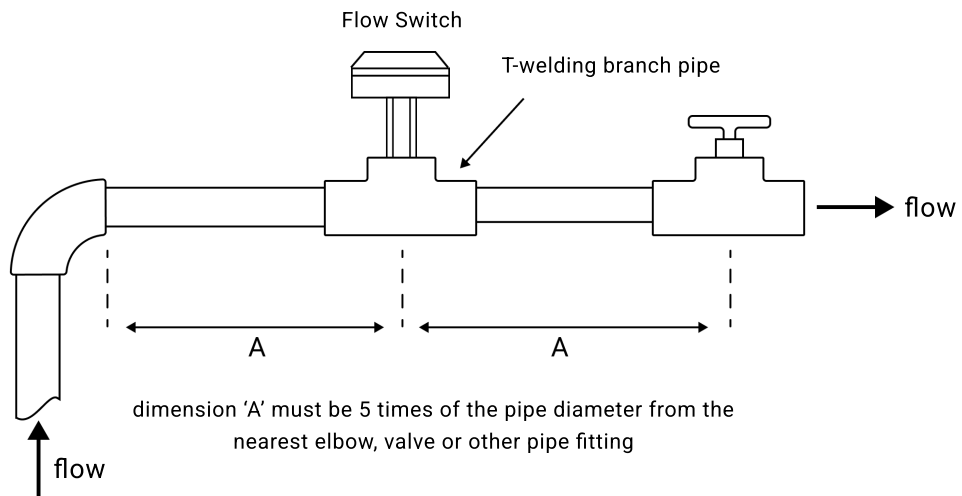 Flow Switch
T-welding branch pipe
flow
A
A
dimension ‘A’ must be 5 times of the pipe diameter from the
nearest elbow, valve or other pipe fitting
flow